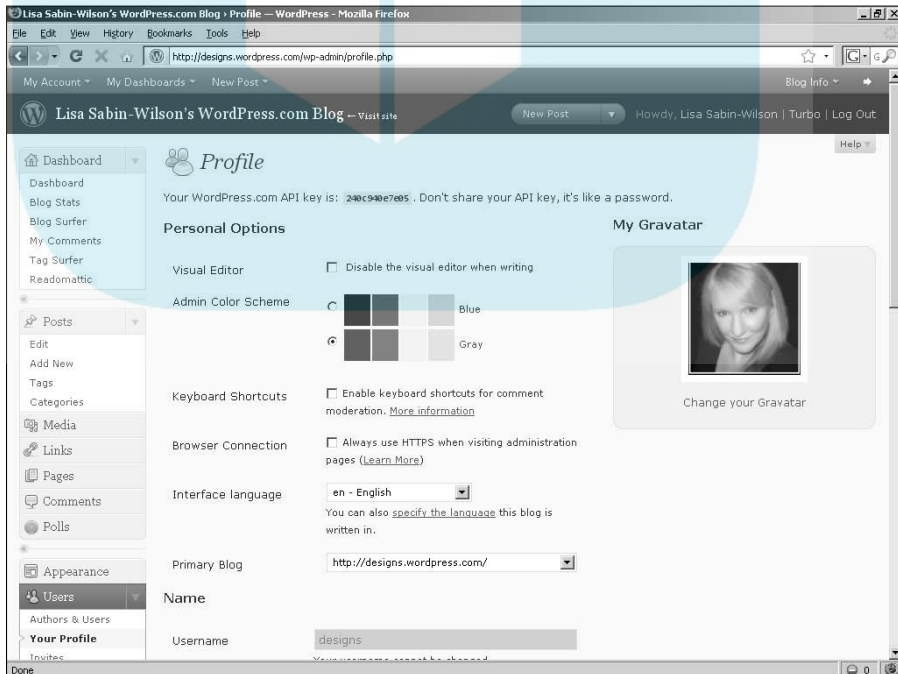 Lisa Sabin-Wilson's WordPress.com Blog › Profile — WordPress - Mozilla Firefox
File Edit View History Bookmarks Tools Help
http://designs.wordpress.com/wp-admin/profile.php
My Account My Dashboards New Post Blog Info
Lisa Sabin-Wilson's WordPress.com Blog ← Visit site New Post Howdy, Lisa Sabin-Wilson | Turbo | Log Out
Help
Dashboard
Dashboard
Blog Stats
Blog Surfer
My Comments
Tag Surfer
Readomattic
Posts
Edit
Add New
Tags
Categories
Media
Links
Pages
Comments
Polls
Appearance
Users
Authors & Users
Your Profile
Invites
Profile
Your WordPress.com API key is: 240c940e7e05 . Don't share your API key, it's like a password.
Personal Options
Visual Editor Disable the visual editor when writing
Admin Color Scheme
Blue
Gray
Keyboard Shortcuts Enable keyboard shortcuts for comment
moderation. More information
Browser Connection Always use HTTPS when visiting administration
pages (Learn More)
Interface language en - English
You can also specify the language this blog is
written in.
Primary Blog http://designs.wordpress.com/
Name
Username designs
Your username cannot be changed
My Gravatar
Change your Gravatar
Done 0